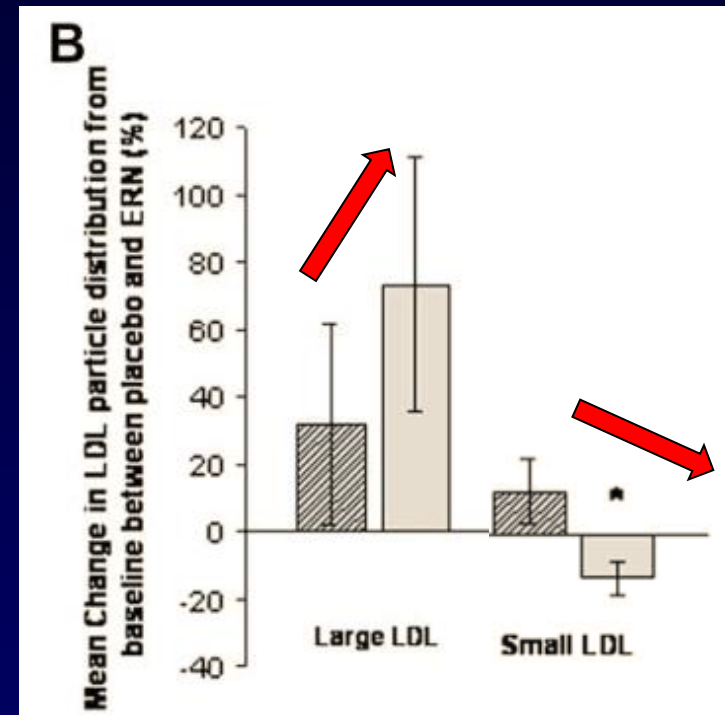 B
Mean Change in LDL particle distribution from
baseline between placebo and ERN (%)
120
100
80
60
40
20
0
-20
-40
Large LDL
Small LDL
*